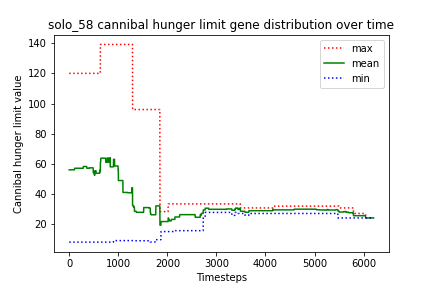 solo_58 cannibal hunger limit gene distribution over time
Cannibal hunger limit value
140
120
100
80
60
40
20
max
mean
min
0
1000
2000
3000
4000
5000
6000
Timesteps